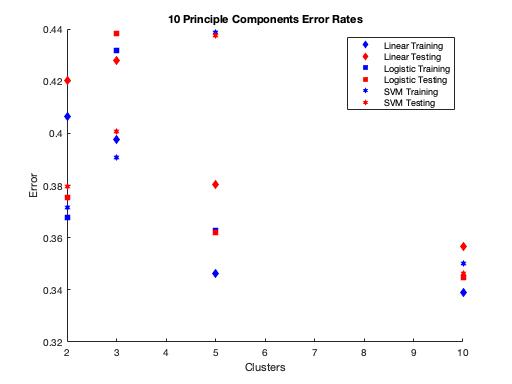 10 Principle Components Error Rates
0.44
0.42
0.4
0.38
0.36
0.34
0.32
Error
2 3 4 5 6 7 8 9 10
Clusters
Linear Training
Linear Testing
Logistic Training
Logistic Testing
SVM Training
SVM Testing